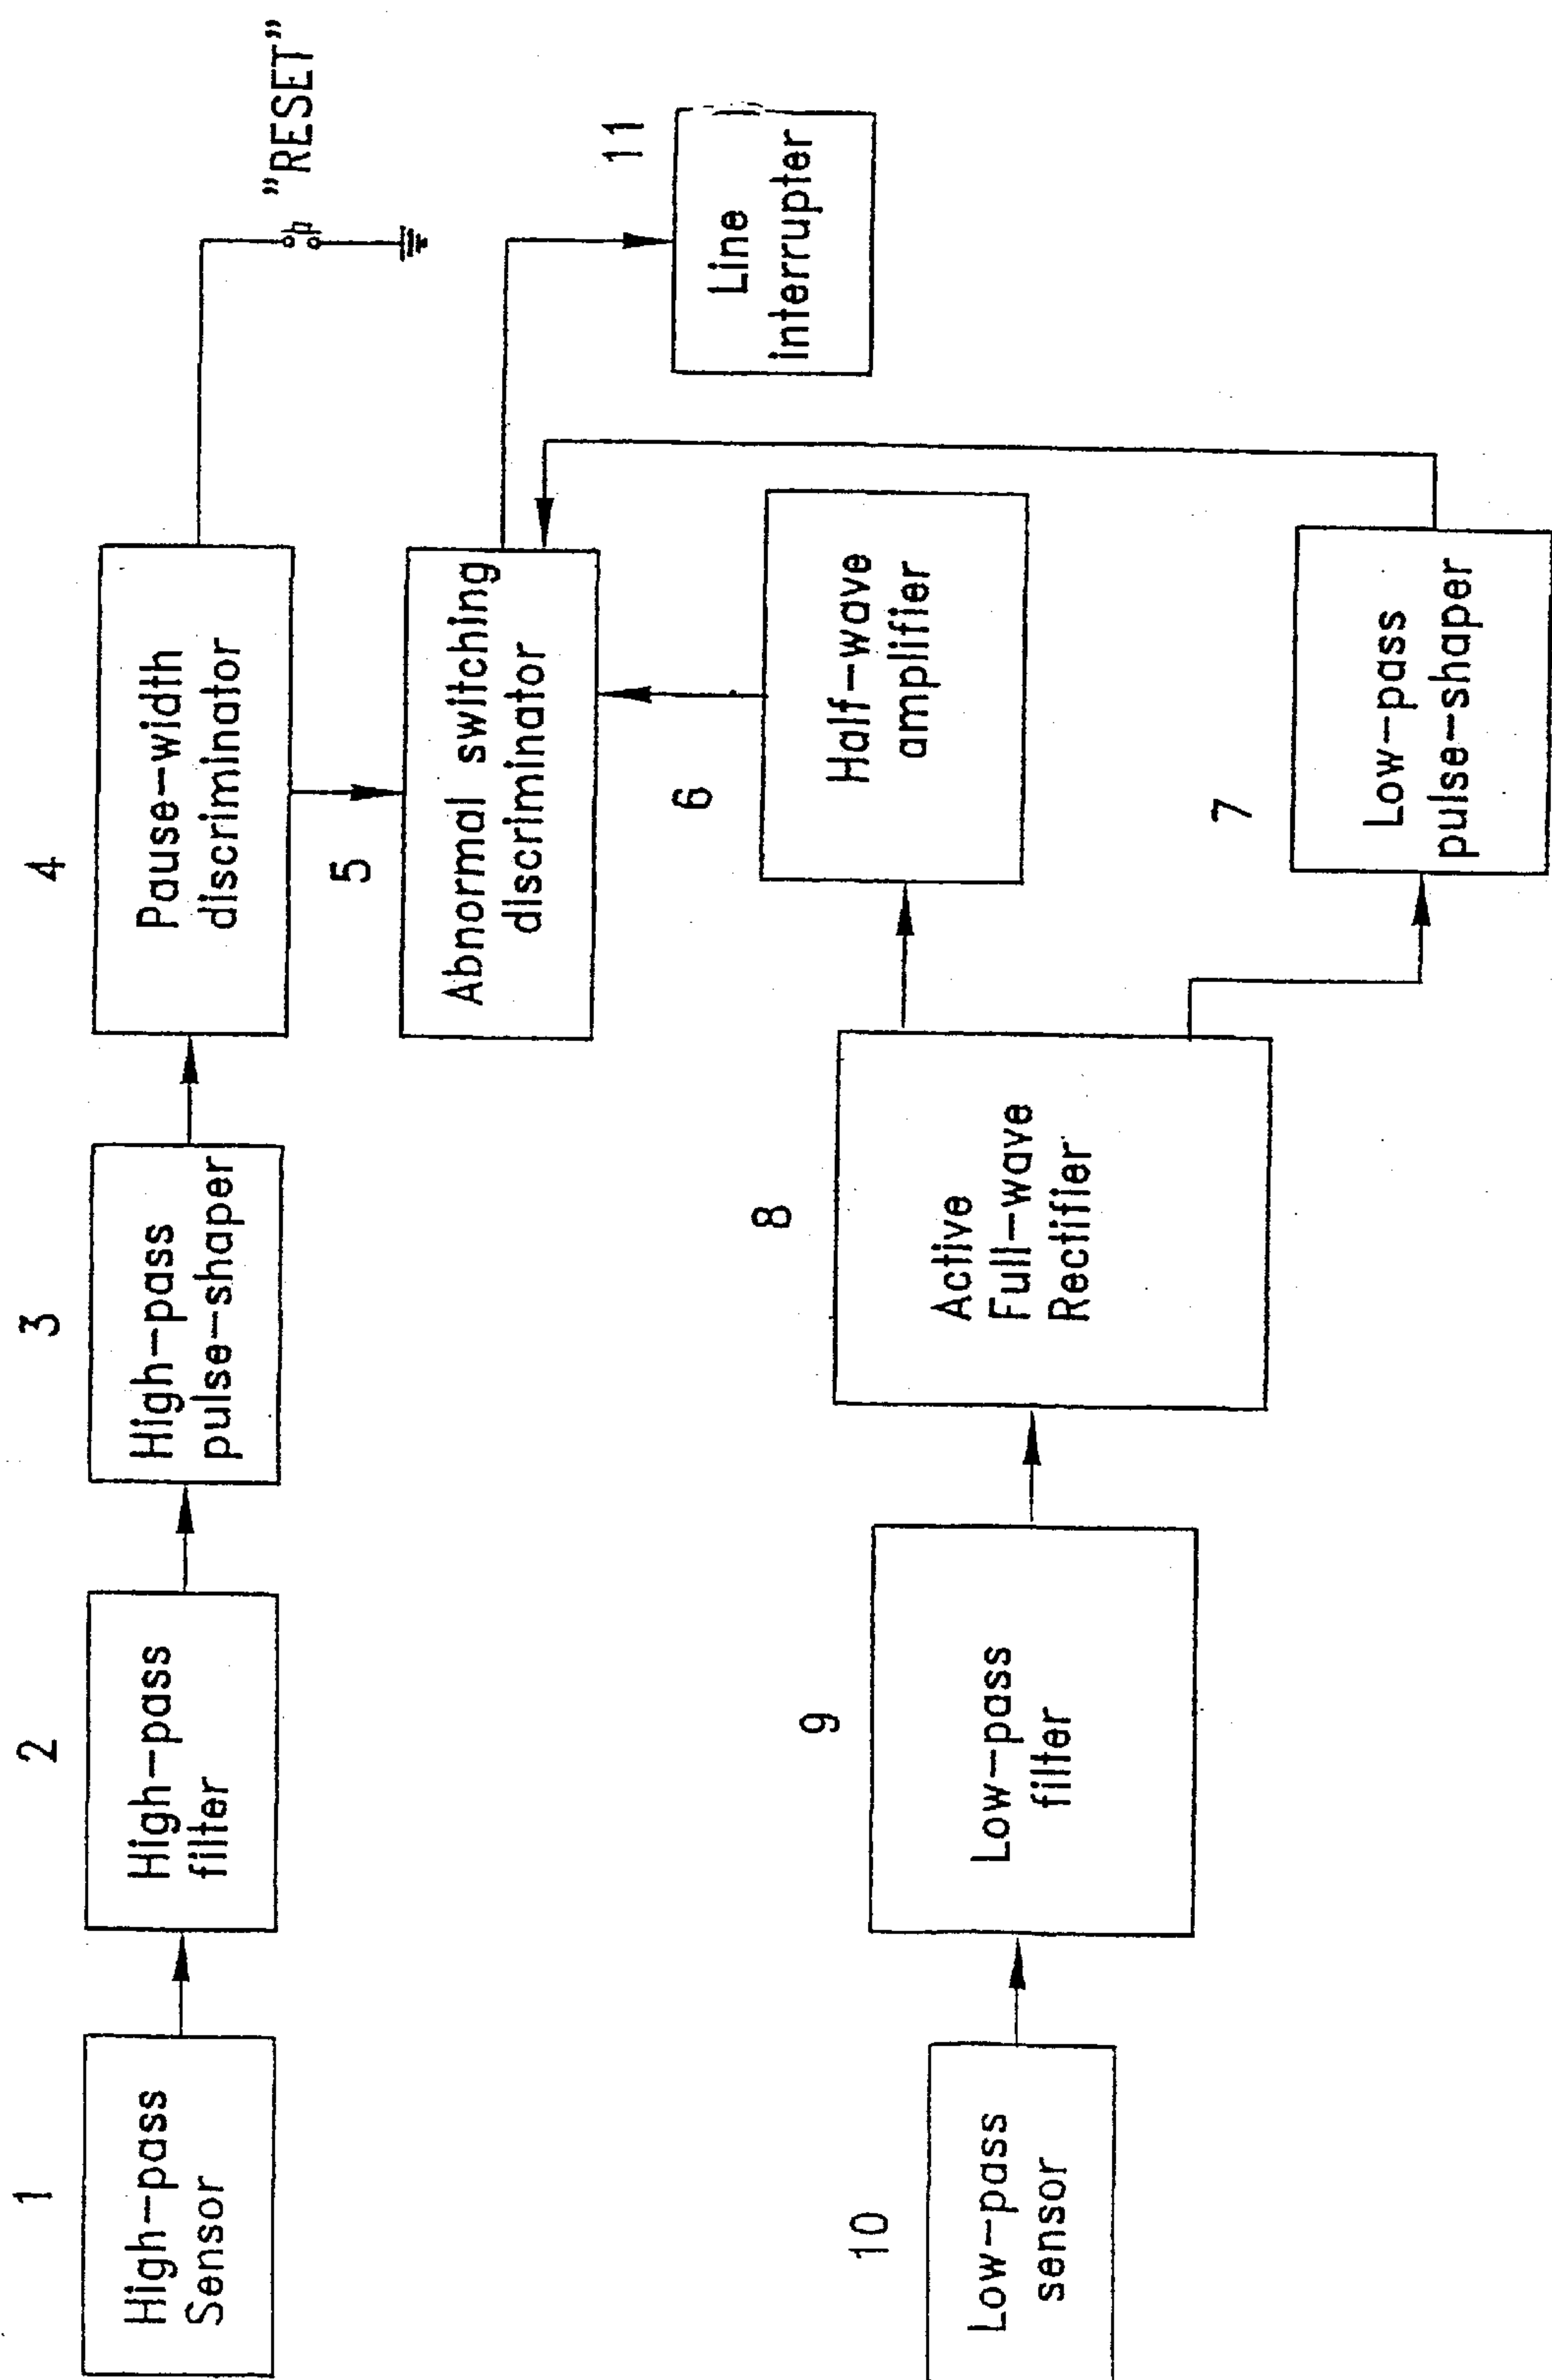 1
High-pass
Sensor
2
High-pass
filter
3
High-pass
pulse-shaper
4
Pause-width
discriminator
"RESET"
5
Abnormal switching
discriminator
11
Line
interrupter
6
Half-wave
amplifier
10
Low-pass
sensor
9
Low-pass
filter
8
Active
Full-wave
Rectifier
7
Low-pass
pulse-shaper